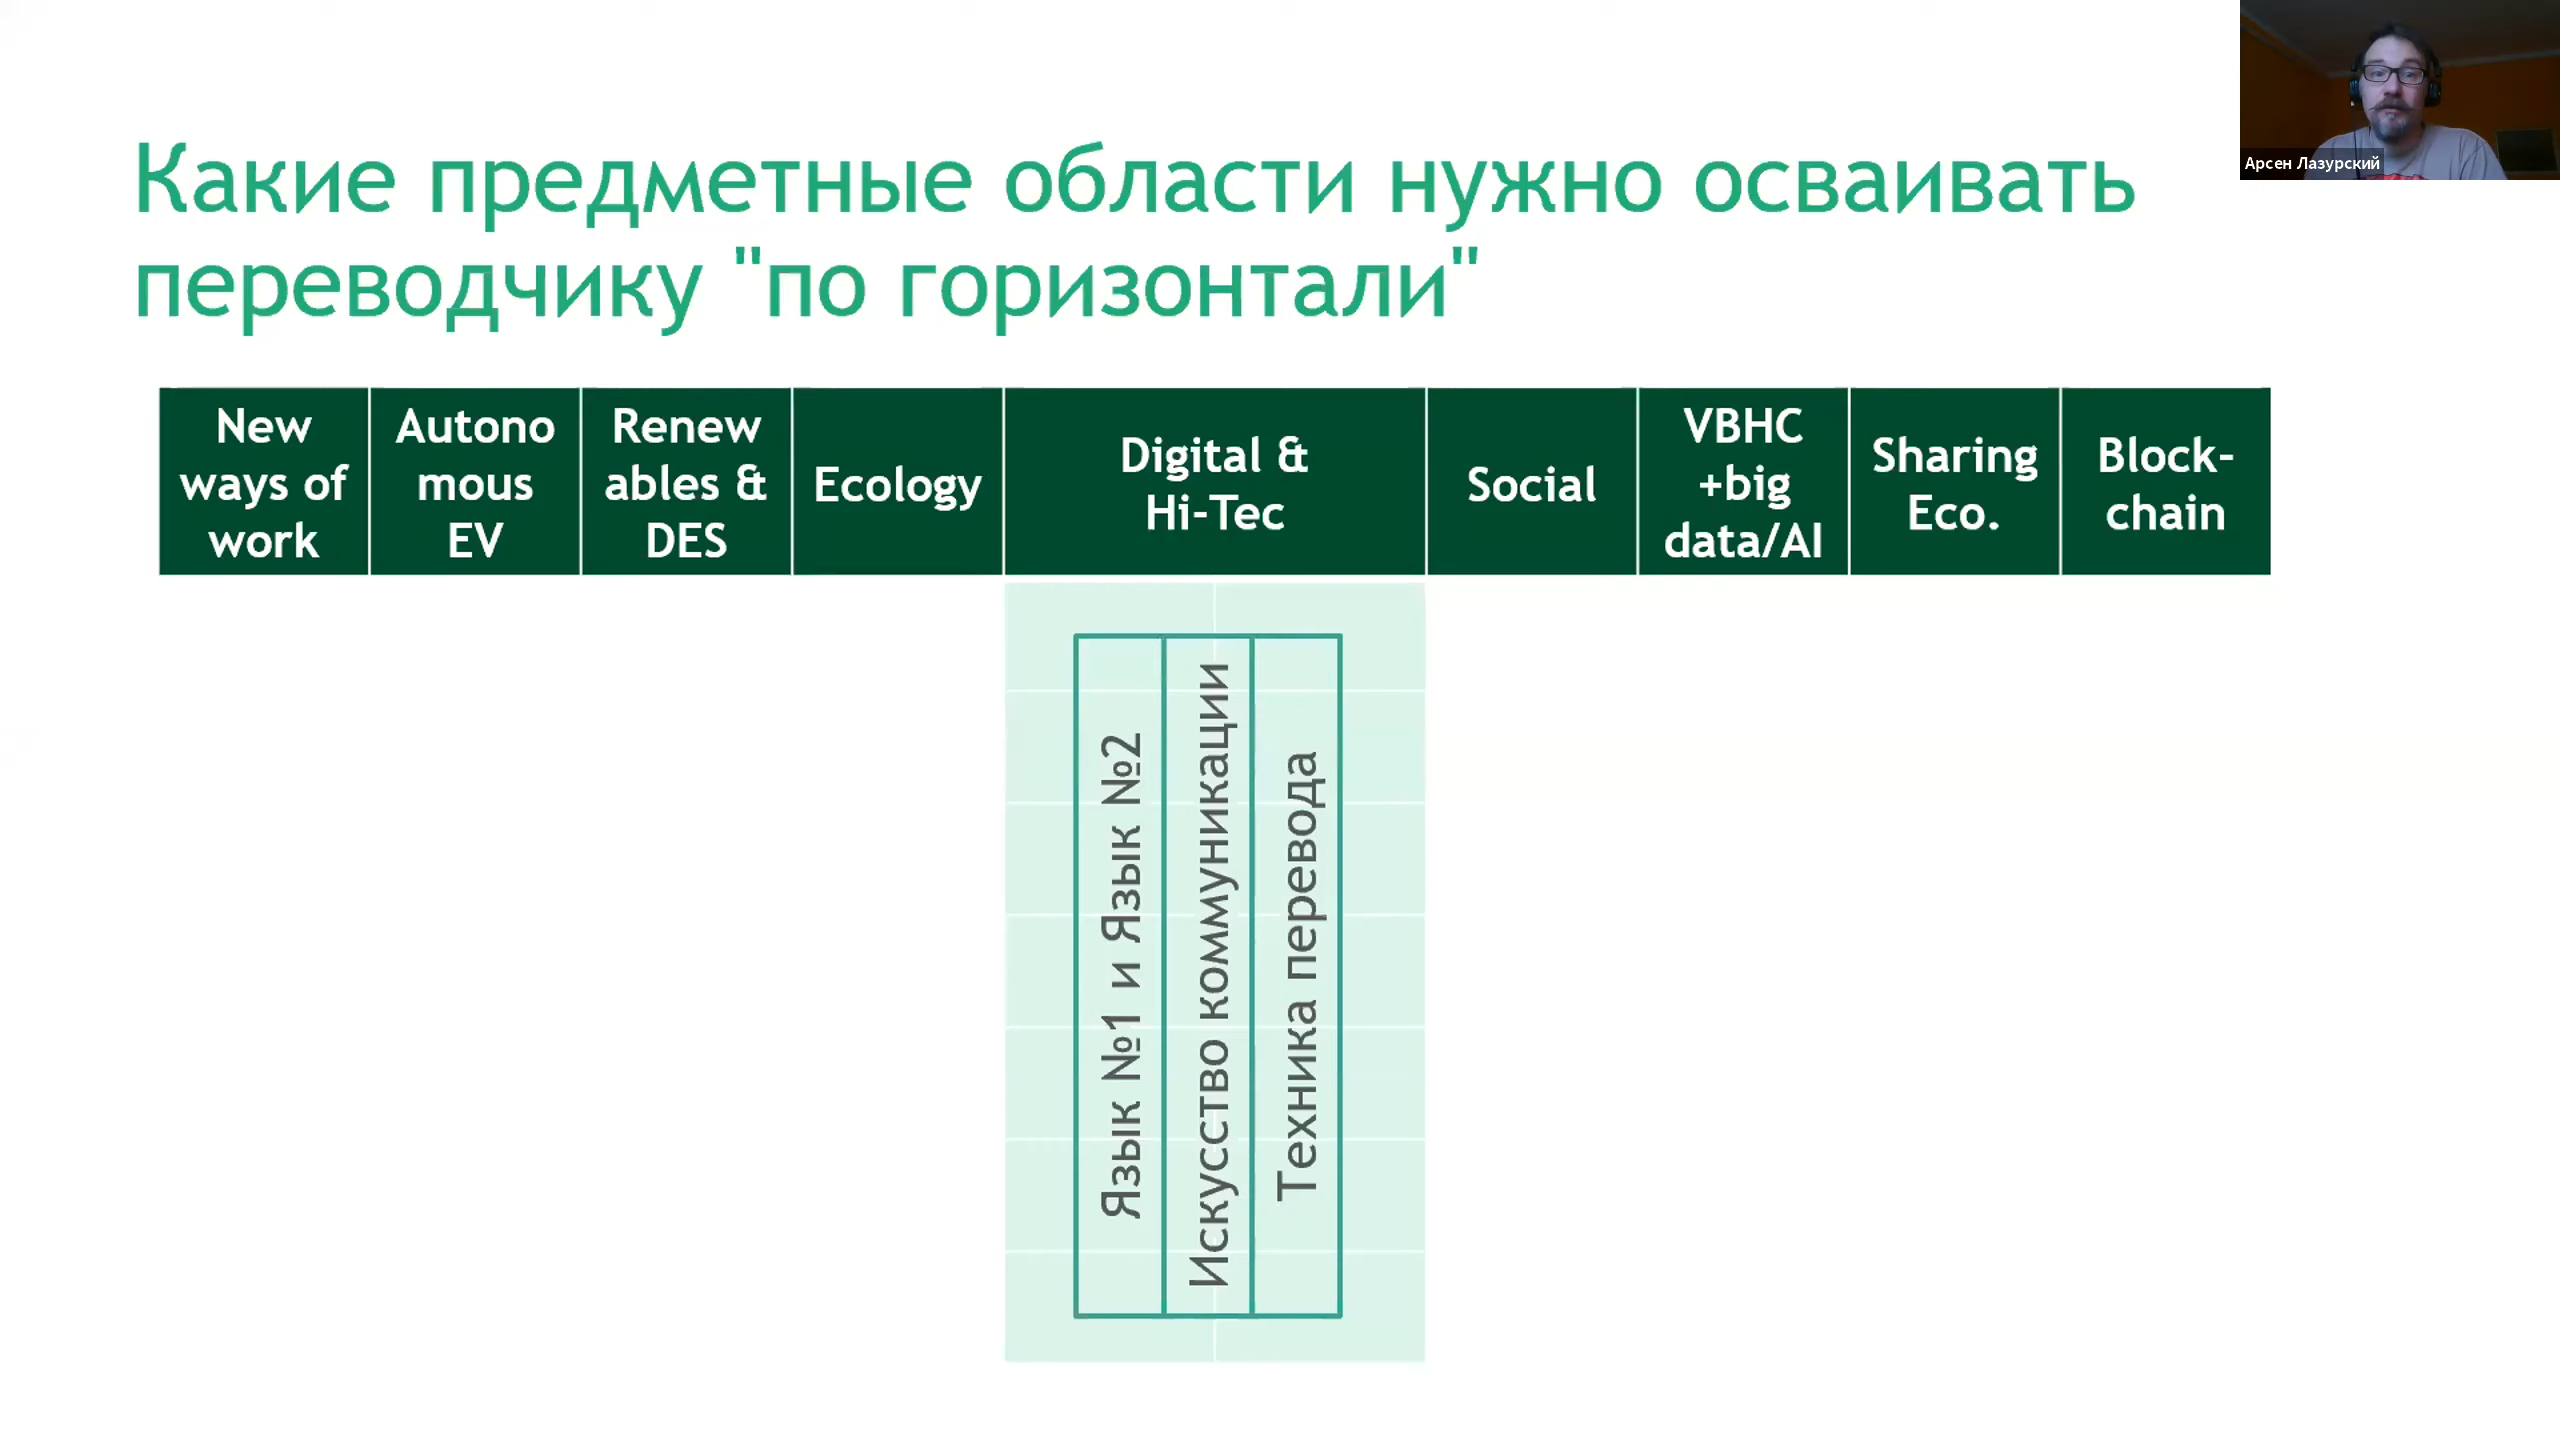 Какие предметные области нужно осваивать
переводчику "по горизонтали"
Арсен Лазурский
New
ways of
work
Autono
mous
EV
Renew
ables &
DES
Ecology
Digital &
Hi-Tec
Social
VBHC
+big
data/AI
Sharing
Eco.
Block-
chain
Язык №1 и Язык №2
Искусство коммуникации
Техника перевода